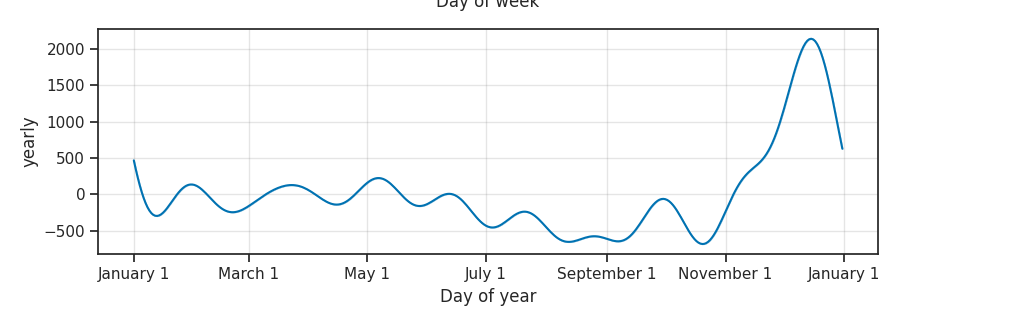 Day of week
yearly
2000
1500
1000
500
0
−500
January 1 March 1 May 1 July 1 September 1 November 1 January 1
Day of year